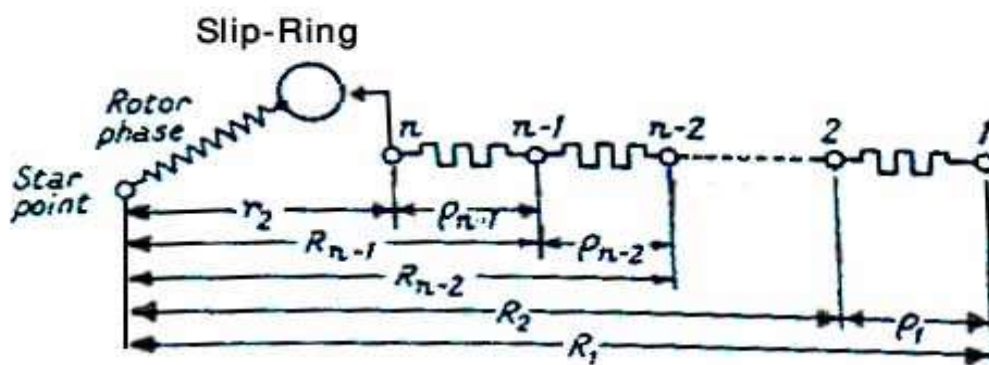 Slip-Ring
Rotor phase
Star point
n n-1 n-2 2 1
r₂ ρₙ₋₁
Rₙ₋₁ ρₙ₋₂
Rₙ₋₂
R₂ ρ₁
R₁